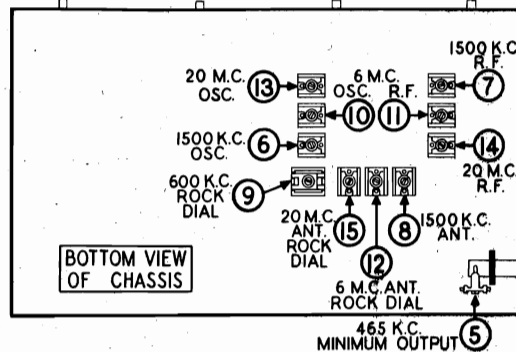 1500 K.C.
R.F.
7
20 M.C.
OSC.
13
6 M.C.
OSC. R.F.
10 11
1500 K.C.
OSC.
6
14
20 M.C.
R.F.
600 K.C.
ROCK
DIAL
9
20 M.C.
ANT.
ROCK
DIAL
15
8
1500 K.C.
ANT.
12
6 M.C. ANT.
ROCK DIAL
BOTTOM VIEW
OF CHASSIS
465 K.C.
MINIMUM OUTPUT
5